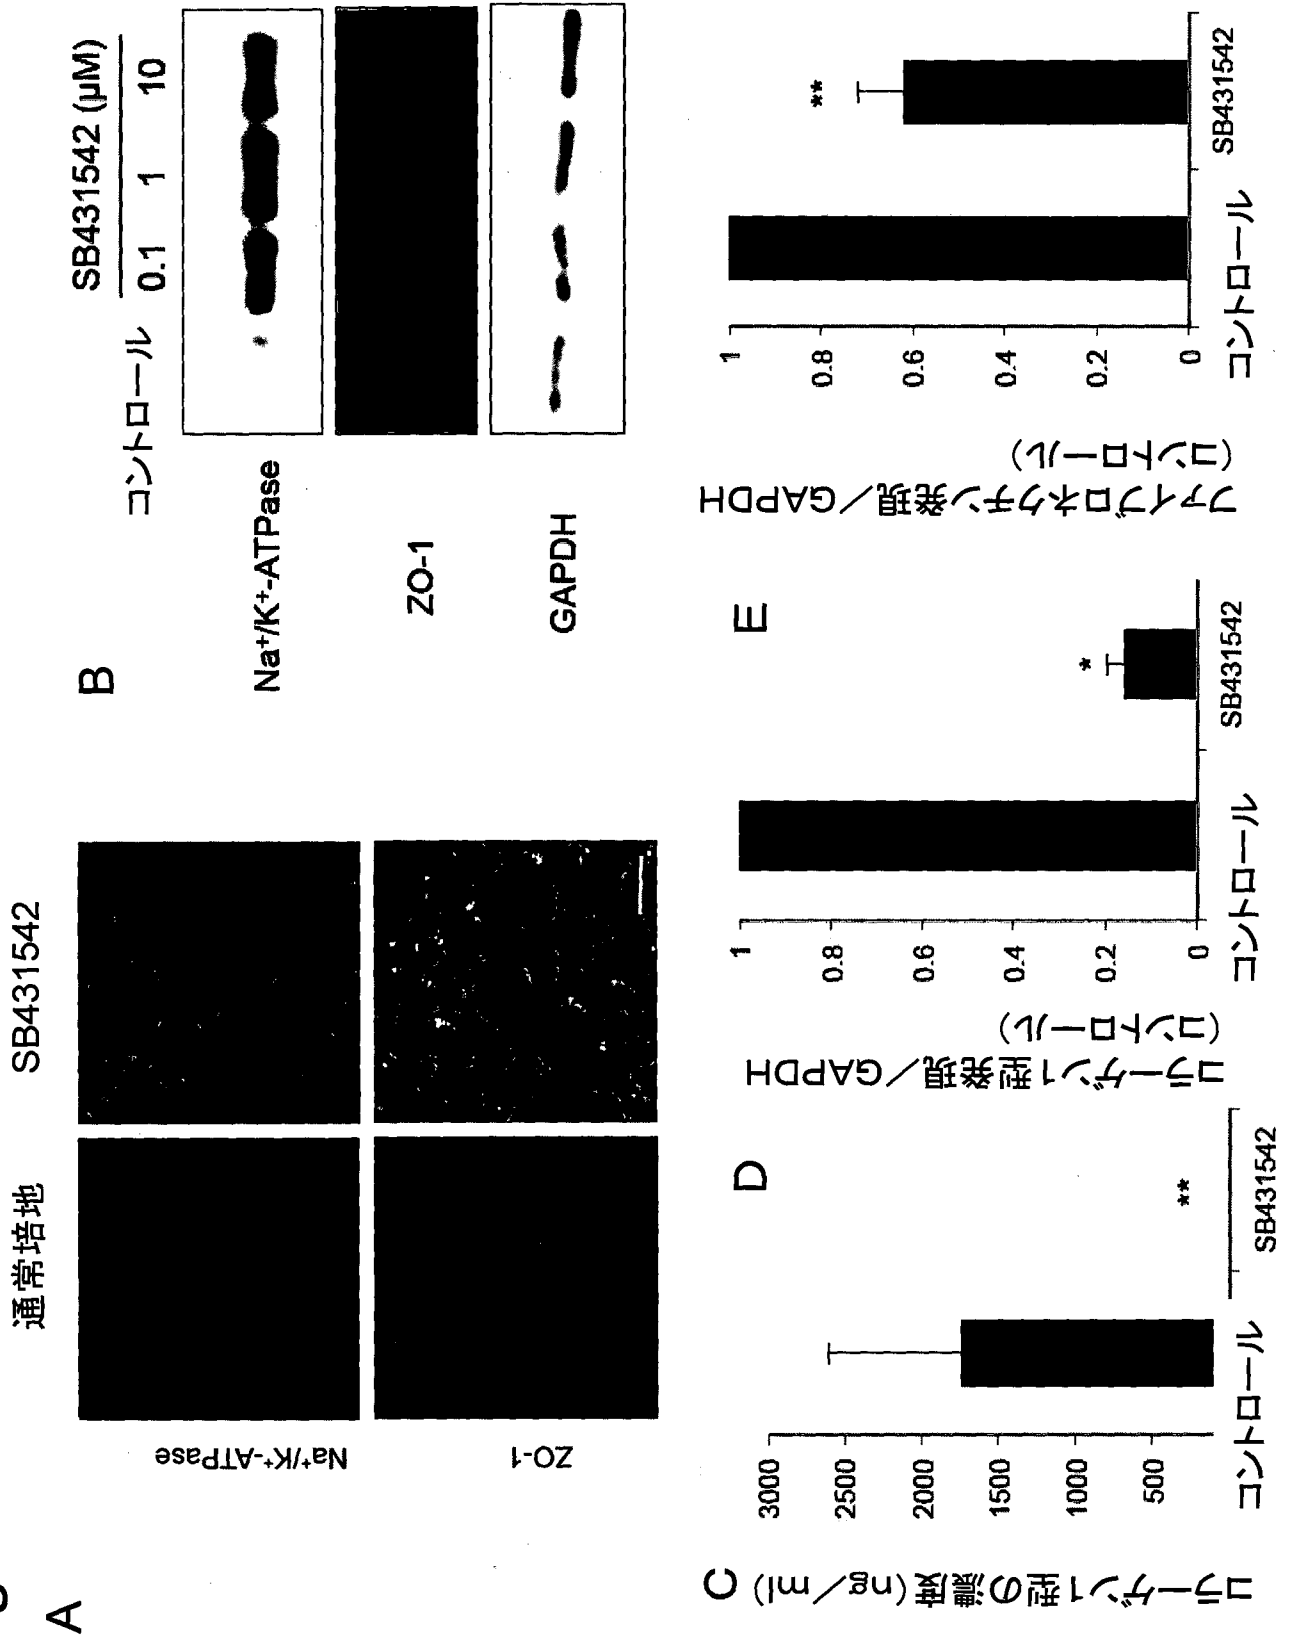 A
通常培地
SB431542
Na⁺/K⁺-ATPase
ZO-1
B
SB431542 (μM)
コントロール 0.1 1 10
Na⁺/K⁺-ATPase
ZO-1
GAPDH
C
コラーゲン1型の濃度(ng/ml)
3000
2500
2000
1500
1000
500
コントロール
SB431542
**
D
コラーゲン1型発現/GAPDH
(コントロール)
1
0.8
0.6
0.4
0.2
0
コントロール
SB431542
*
E
ファイブロネクチン発現/GAPDH
(コントロール)
1
0.8
0.6
0.4
0.2
0
コントロール
SB431542
**